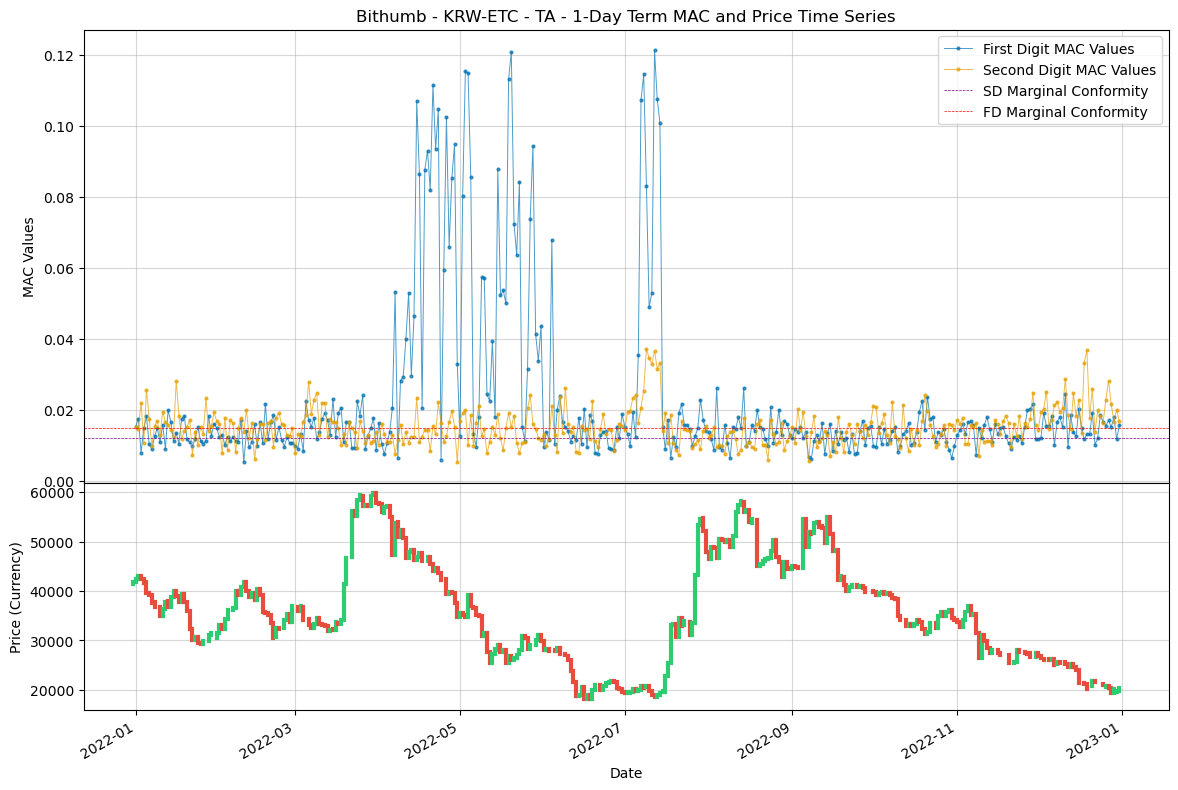 Bithumb - KRW-ETC - TA - 1-Day Term MAC and Price Time Series
First Digit MAC Values
Second Digit MAC Values
SD Marginal Conformity
FD Marginal Conformity
MAC Values
0.12
0.10
0.08
0.06
0.04
0.02
0.00
Price (Currency)
60000
50000
40000
30000
20000
2022-01
2022-03
2022-05
2022-07
2022-09
2022-11
2023-01
Date